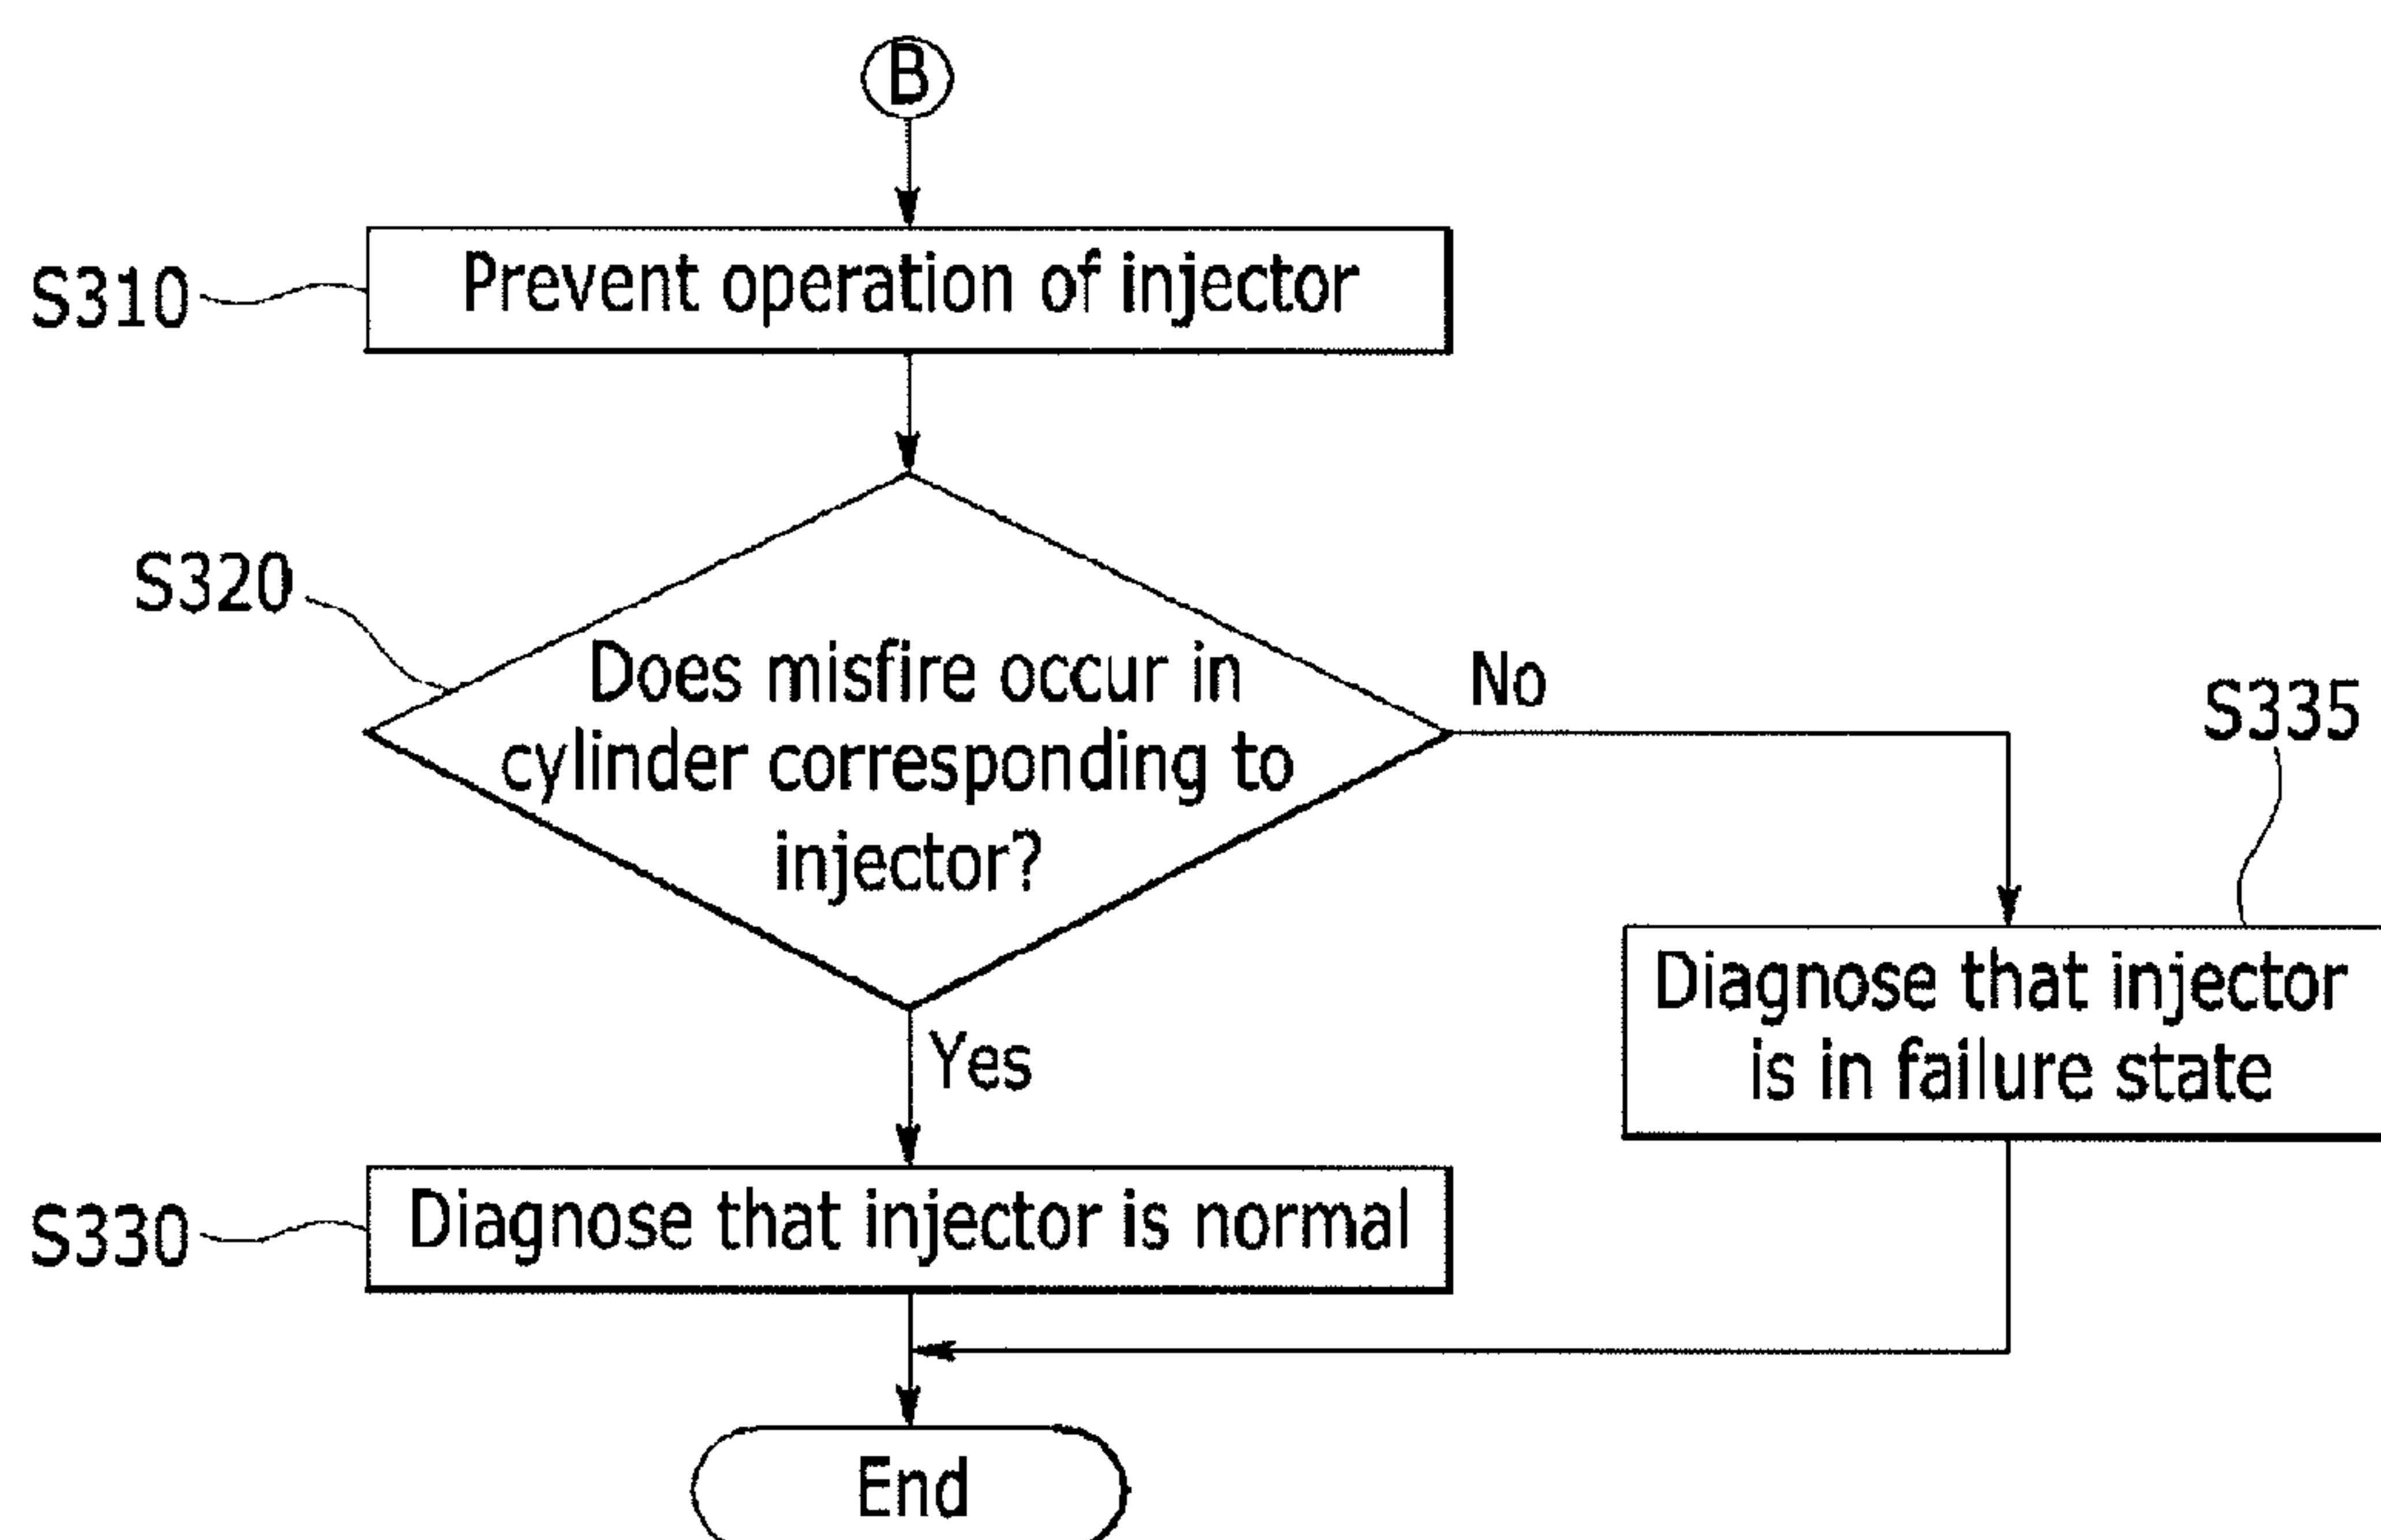 B
S310
Prevent operation of injector
S320
Does misfire occur in
cylinder corresponding to
injector?
No
S335
Diagnose that injector
is in failure state
Yes
S330
Diagnose that injector is normal
End